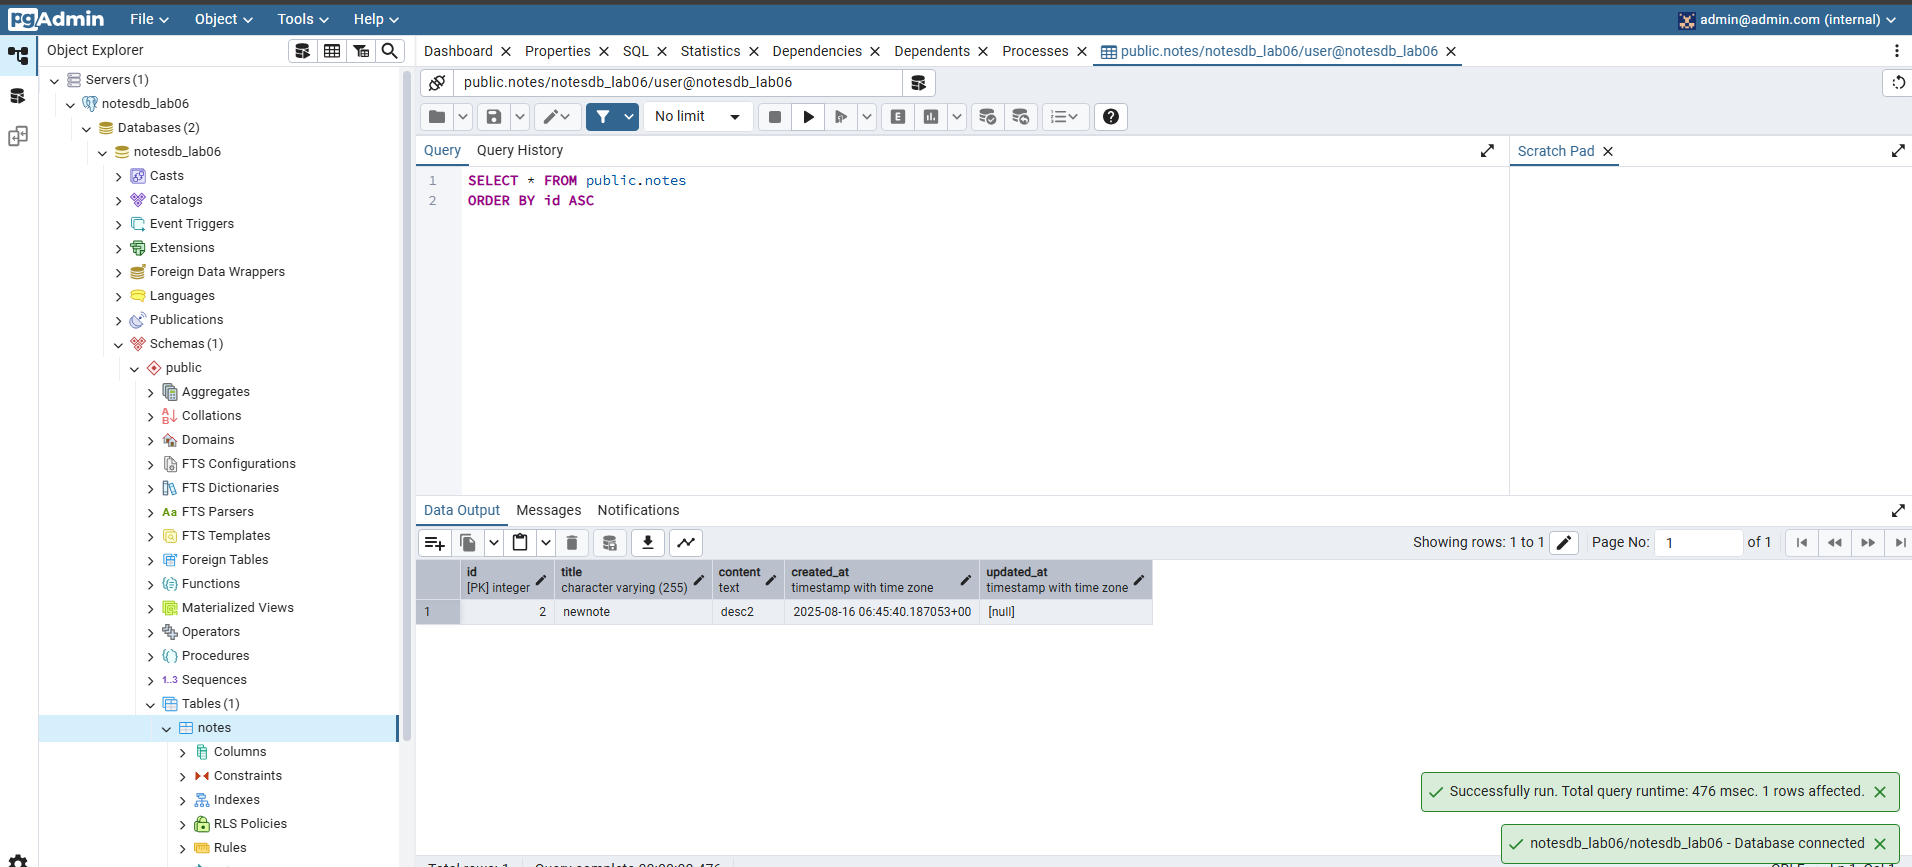 pgAdmin File Object Tools Help admin@admin.com (internal)
Object Explorer
Dashboard Properties SQL Statistics Dependencies Dependents Processes public.notes/notesdb_lab06/user@notesdb_lab06
Servers (1)
notesdb_lab06
Databases (2)
notesdb_lab06
Casts
Catalogs
Event Triggers
Extensions
Foreign Data Wrappers
Languages
Publications
Schemas (1)
public
Aggregates
Collations
Domains
FTS Configurations
FTS Dictionaries
Aa FTS Parsers
FTS Templates
Foreign Tables
Functions
Materialized Views
Operators
Procedures
1..3 Sequences
Tables (1)
notes
Columns
Constraints
Indexes
RLS Policies
Rules
public.notes/notesdb_lab06/user@notesdb_lab06
No limit E
Query Query History
Scratch Pad
1 SELECT * FROM public.notes
2 ORDER BY id ASC
Data Output Messages Notifications
Showing rows: 1 to 1 Page No: 1 of 1
id title content created_at updated_at
[PK] integer character varying (255) text timestamp with time zone timestamp with time zone
1 2 newnote desc2 2025-08-16 06:45:40.187053+00 [null]
Successfully run. Total query runtime: 476 msec. 1 rows affected.
notesdb_lab06/notesdb_lab06 - Database connected